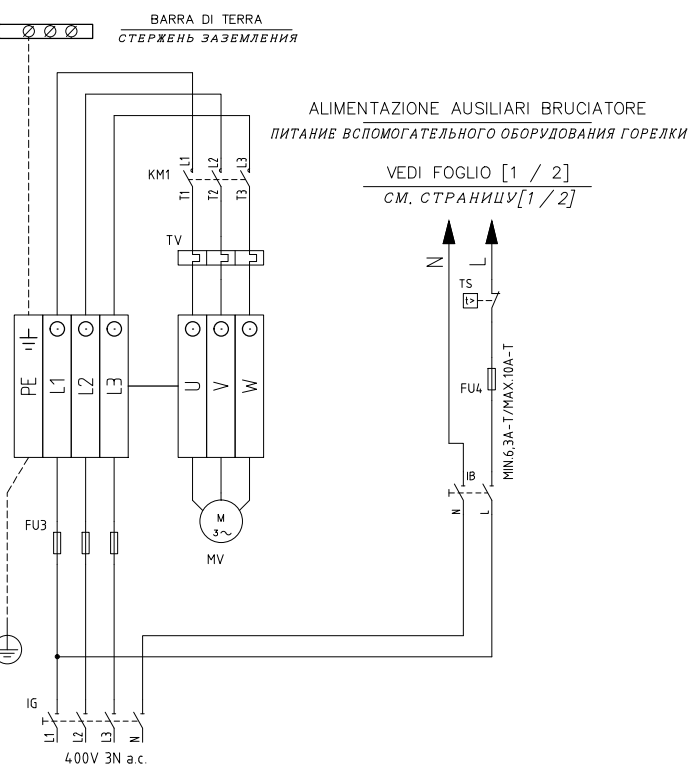 BARRA DI TERRA
СТЕРЖЕНЬ ЗАЗЕМЛЕНИЯ
ALIMENTAZIONE AUSILIARI BRUCIATORE
ПИТАНИЕ ВСПОМОГАТЕЛЬНОГО ОБОРУДОВАНИЯ ГОРЕЛКИ
VEDI FOGLIO [1 / 2]
СМ. СТРАНИЦУ[1 / 2]
KM1
L1 L2 L3
T1 T2 T3
TV
N L
TS
t>
PE L1 L2 L3
U V W
FU4
MIN.6,3A-T/MAX.10A-T
IB
N L
M
3~
MV
FU3
IG
L1 L2 L3 N
400V 3N a.c.